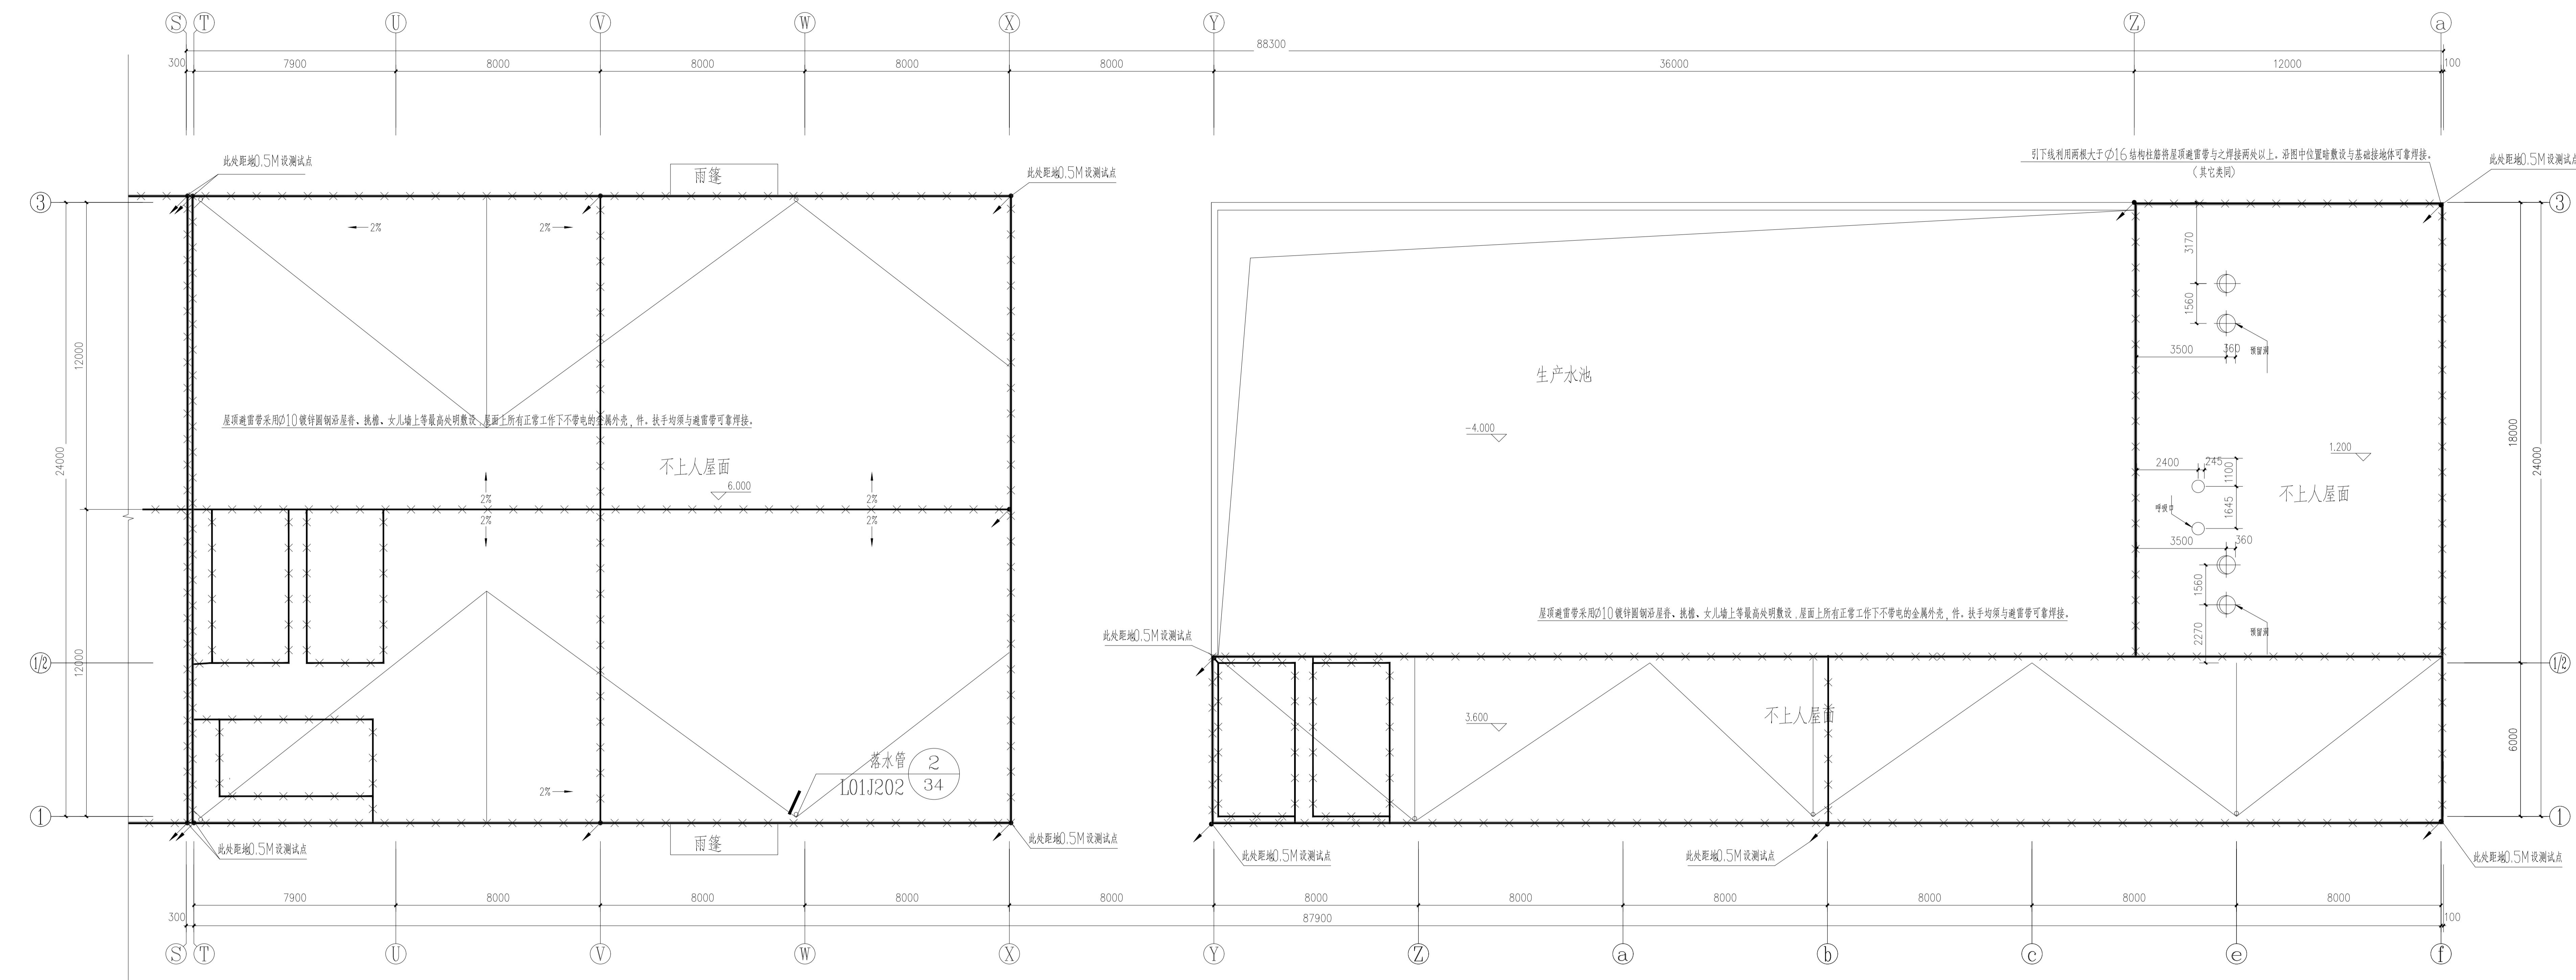 S T U V W X Y Z a
88300
300 7900 8000 8000 8000 8000 36000 12000 100
此处距地0.5M设测试点
雨篷
此处距地0.5M设测试点
引下线利用两根大于∅16结构柱筋将屋顶避雷带与之焊接两处以上。沿图中位置暗敷设与基础接地体可靠焊接。
(其它类同)
此处距地0.5M设测试点
3
3
2%
2%
3170
1560
3500 360
预留洞
12000
24000
生产水池
-4.000
屋顶避雷带采用∅10镀锌圆钢沿屋脊、挑檐、女儿墙上等最高处明敷设.屋面上所有正常工作下不带电的金属外壳,件。扶手均须与避雷带可靠焊接。
不上人屋面
6.000
18000
24000
1.200
不上人屋面
2400 245
1100
1645
呼吸口
2%
2%
2%
2%
3500 360
1560
2270
预留洞
屋顶避雷带采用∅10镀锌圆钢沿屋脊、挑檐、女儿墙上等最高处明敷设.屋面上所有正常工作下不带电的金属外壳,件。扶手均须与避雷带可靠焊接。
此处距地0.5M设测试点
1/2
12000
1/2
3.600
不上人屋面
6000
落水管
L01J202
2
34
2%
1
1
雨篷
此处距地0.5M设测试点
此处距地0.5M设测试点
此处距地0.5M设测试点
此处距地0.5M设测试点
此处距地0.5M设测试点
7900 8000 8000 8000 8000 8000 8000 8000 8000 8000 8000
300 87900 100
S T U V W X Y Z a b c e f